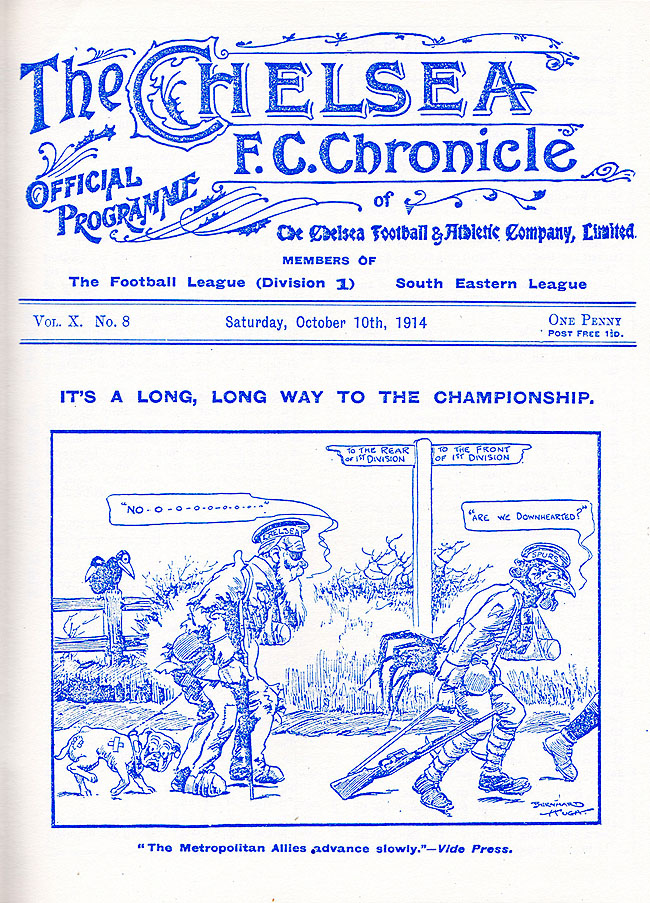 The CHELSEA
F.C. Chronicle
OFFICIAL
PROGRAMME
of
The Chelsea Football & Athletic Company, Limited.
MEMBERS OF
The Football League (Division 1) South Eastern League
VOL. X. No. 8 Saturday, October 10th, 1914 ONE PENNY
POST FREE 1½D.
IT'S A LONG, LONG WAY TO THE CHAMPIONSHIP.
TO THE REAR
OF 1ST DIVISION
TO THE FRONT
OF 1ST DIVISION
"NO-O-O-O-O-O-O-O...."
"ARE WE DOWNHEARTED?"
CHELSEA
SPURS
"The Metropolitan Allies advance slowly."—Vide Press.